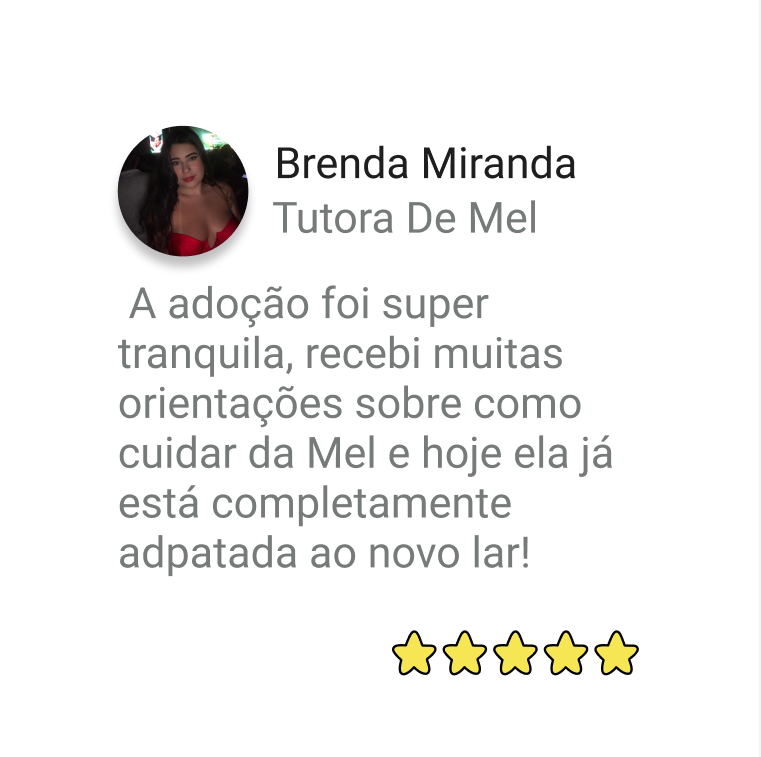 Brenda Miranda
Tutora De Mel
A adoção foi super
tranquila, recebi muitas
orientações sobre como
cuidar da Mel e hoje ela já
está completamente
adpatada ao novo lar!